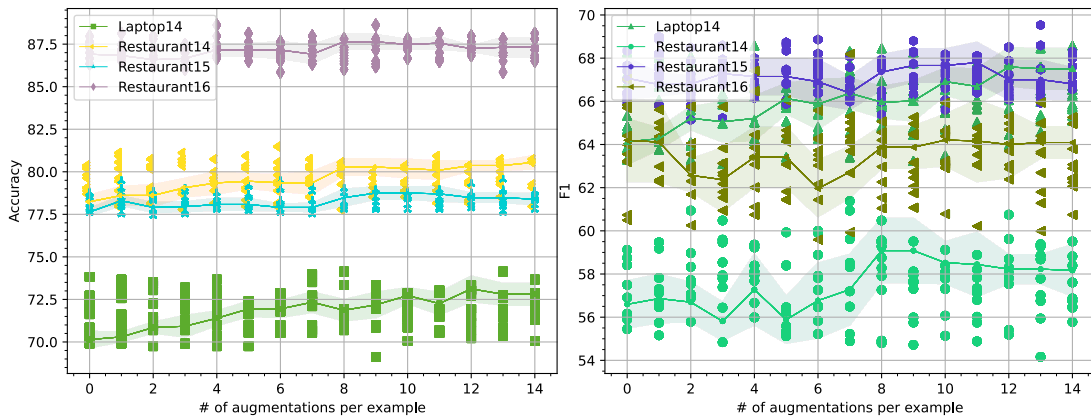 Laptop14
Restaurant14
Restaurant15
Restaurant16
87.5
85.0
82.5
80.0
77.5
75.0
72.5
70.0
Accuracy
0 2 4 6 8 10 12 14
# of augmentations per example
Laptop14
Restaurant14
Restaurant15
Restaurant16
70
68
66
64
62
60
58
56
54
F1
0 2 4 6 8 10 12 14
# of augmentations per example